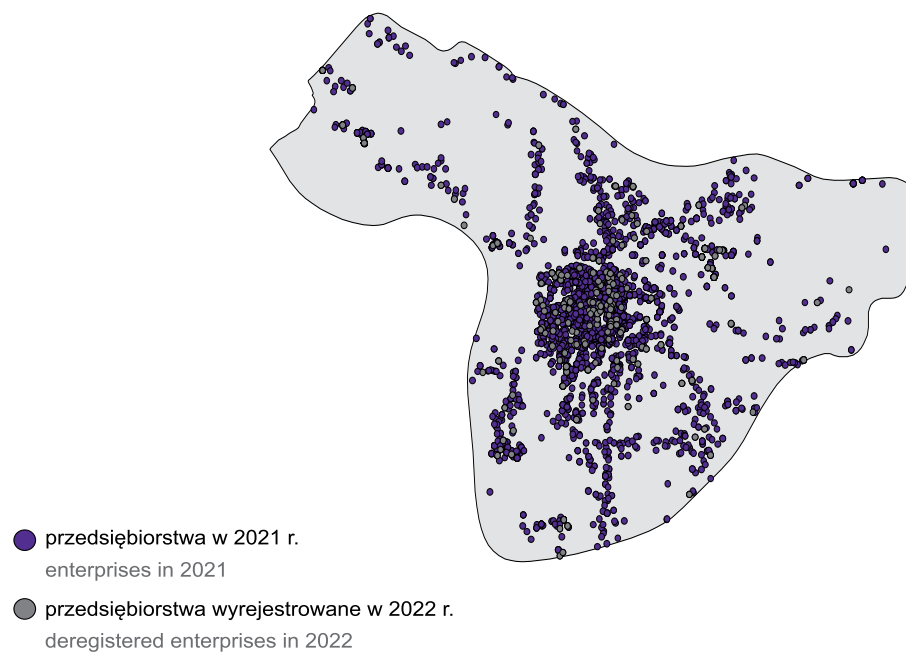 przedsiębiorstwa w 2021 r.
enterprises in 2021
przedsiębiorstwa wyrejestrowane w 2022 r.
deregistered enterprises in 2022